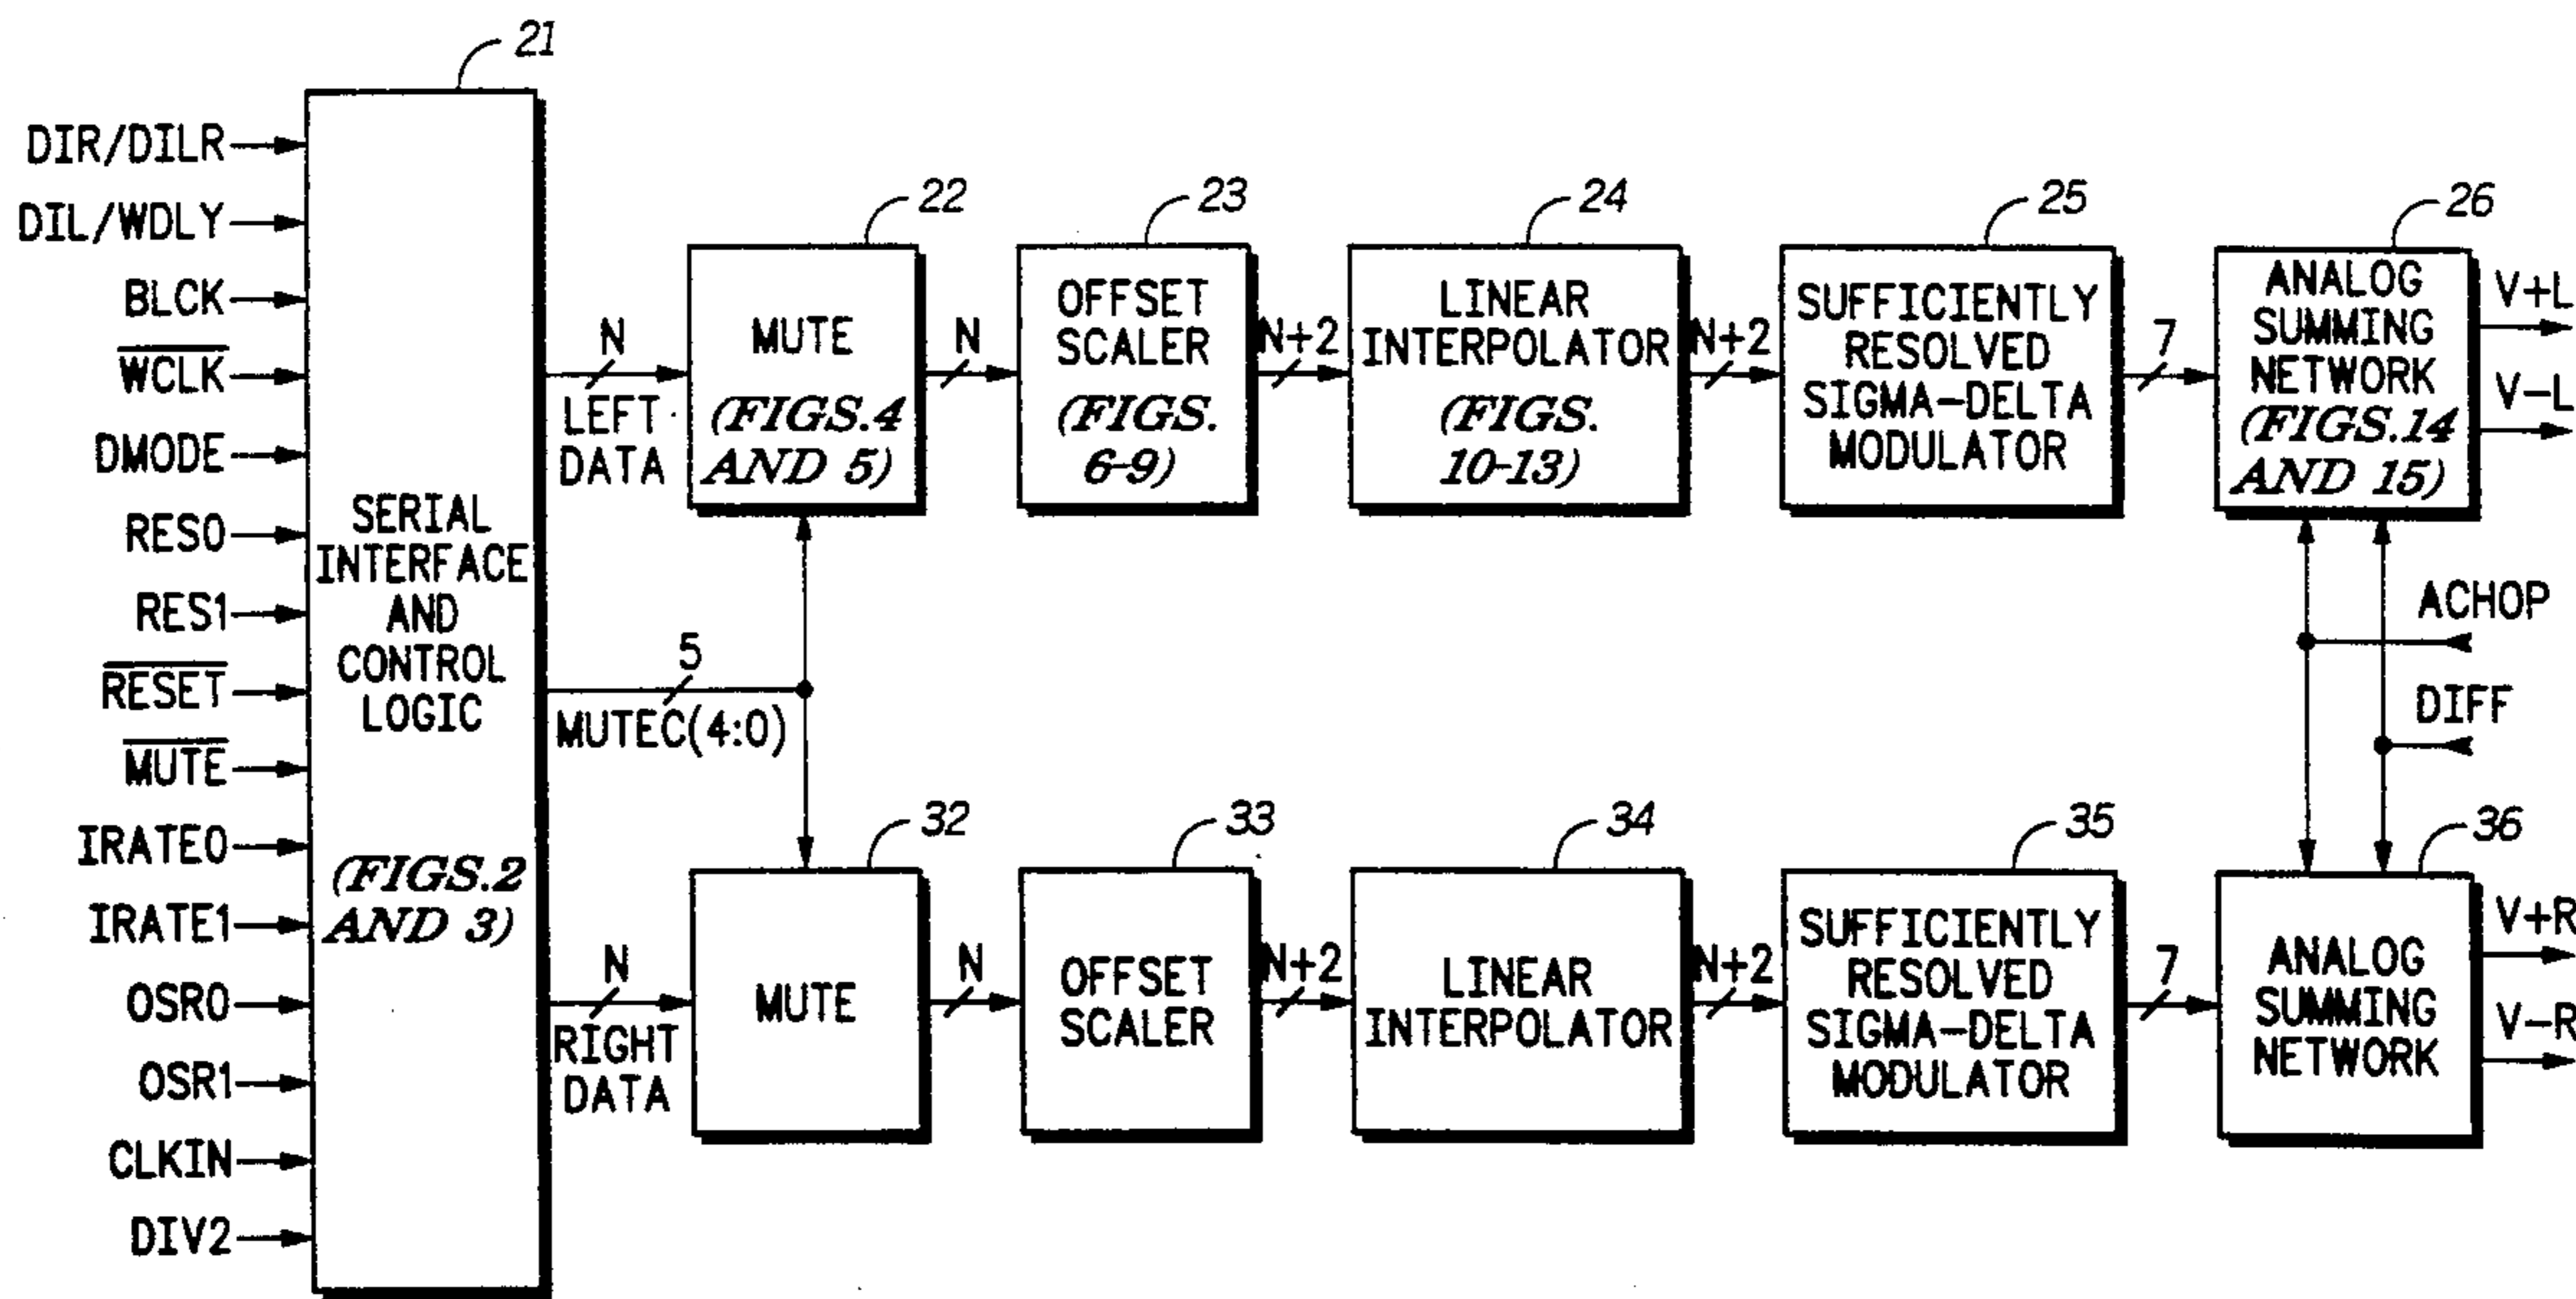 21
DIR/DILR
DIL/WDLY
BLCK
WCLK
DMODE
RES0
RES1
RESET
MUTE
IRATE0
IRATE1
OSR0
OSR1
CLKIN
DIV2
SERIAL
INTERFACE
AND
CONTROL
LOGIC
(FIGS.2
AND 3)
N
LEFT
DATA
5
MUTEC(4:0)
N
RIGHT
DATA
22
MUTE
(FIGS.4
AND 5)
N
23
OFFSET
SCALER
(FIGS.
6-9)
N+2
24
LINEAR
INTERPOLATOR
(FIGS.
10-13)
N+2
25
SUFFICIENTLY
RESOLVED
SIGMA-DELTA
MODULATOR
7
26
ANALOG
SUMMING
NETWORK
(FIGS.14
AND 15)
V+L
V-L
ACHOP
DIFF
32
MUTE
N
33
OFFSET
SCALER
N+2
34
LINEAR
INTERPOLATOR
N+2
35
SUFFICIENTLY
RESOLVED
SIGMA-DELTA
MODULATOR
7
36
ANALOG
SUMMING
NETWORK
V+R
V-R